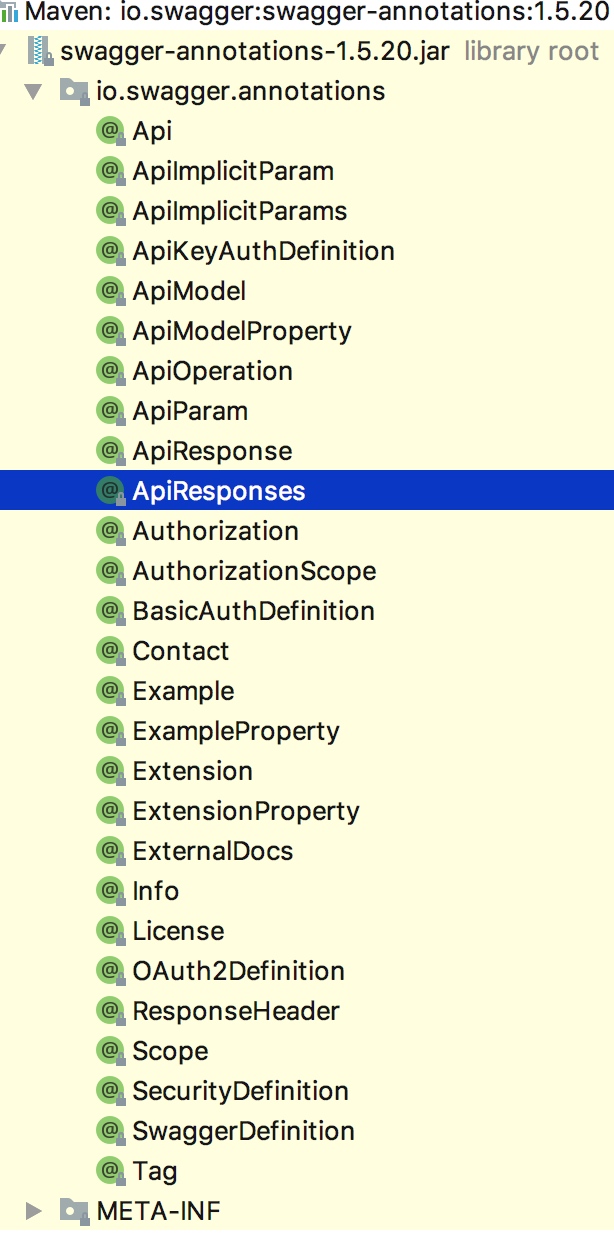 Maven: io.swagger:swagger-annotations:1.5.20
swagger-annotations-1.5.20.jar library root
io.swagger.annotations
Api
ApiImplicitParam
ApiImplicitParams
ApiKeyAuthDefinition
ApiModel
ApiModelProperty
ApiOperation
ApiParam
ApiResponse
ApiResponses
Authorization
AuthorizationScope
BasicAuthDefinition
Contact
Example
ExampleProperty
Extension
ExtensionProperty
ExternalDocs
Info
License
OAuth2Definition
ResponseHeader
Scope
SecurityDefinition
SwaggerDefinition
Tag
META-INF